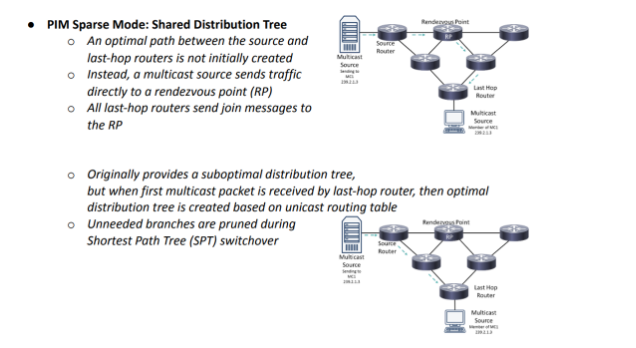 PIM Sparse Mode: Shared Distribution Tree
An optimal path between the source and
last-hop routers is not initially created
Instead, a multicast source sends traffic
directly to a rendezvous point (RP)
All last-hop routers send join messages to
the RP
Rendezvous Point
RP
Source
Router
Multicast
Source
Sending to
MC1
239.2.1.3
Last Hop
Router
Multicast
Source
Member of MC1
239.2.1.3
Originally provides a suboptimal distribution tree,
but when first multicast packet is received by last-hop router, then optimal
distribution tree is created based on unicast routing table
Unneeded branches are pruned during
Shortest Path Tree (SPT) switchover
Rendezvous Point
Source
Router
Multicast
Source
Sending to
MC1
239.2.1.3
Last Hop
Router
Multicast
Source
Member of MC1
239.2.1.3